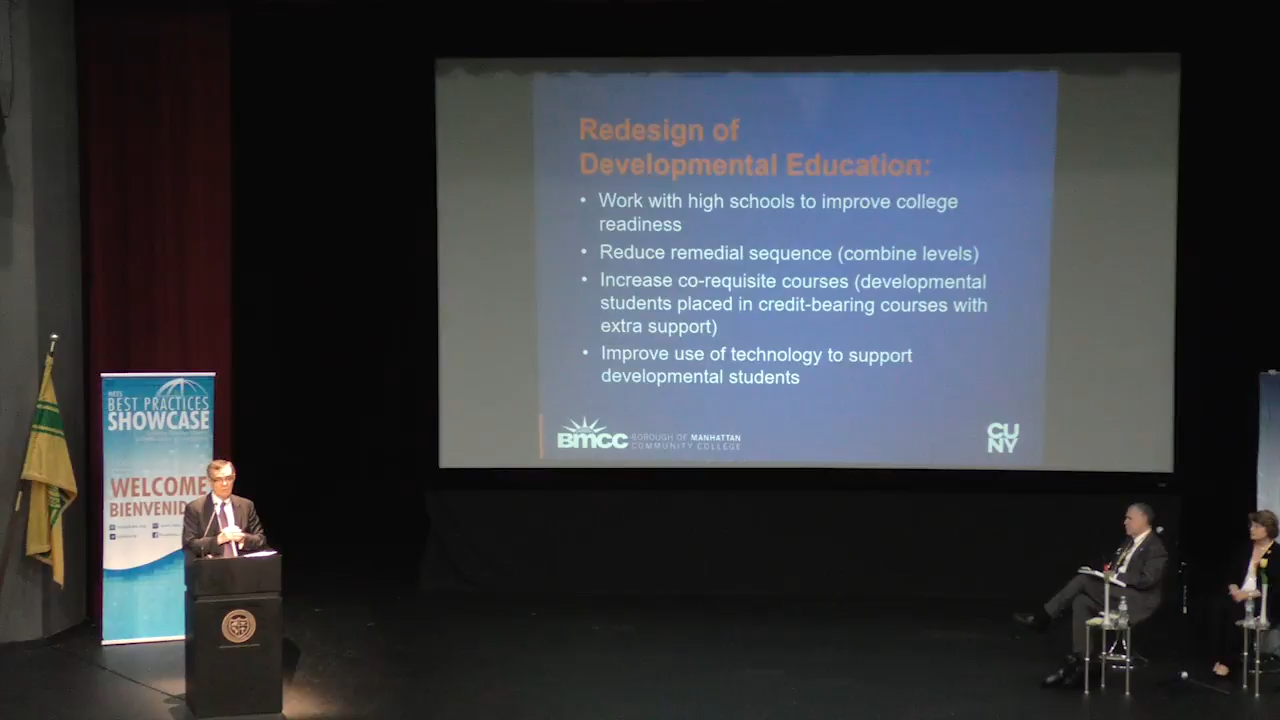 Redesign of
Developmental Education:
• Work with high schools to improve college
readiness
• Reduce remedial sequence (combine levels)
• Increase co-requisite courses (developmental
students placed in credit-bearing courses with
extra support)
• Improve use of technology to support
developmental students
BMCC BOROUGH OF MANHATTAN
COMMUNITY COLLEGE
CU
NY
BEST PRACTICES
SHOWCASE
WELCOME
BIENVENID